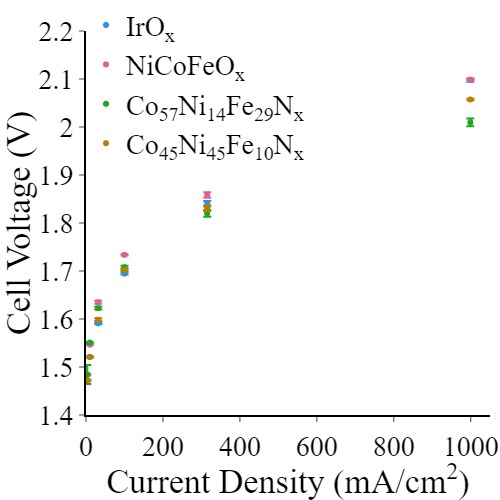 2.2
2.1
2
1.9
1.8
1.7
1.6
1.5
1.4
Cell Voltage (V)
IrOₓ
NiCoFeOₓ
Co₅₇Ni₁₄Fe₂₉Nₓ
Co₄₅Ni₄₅Fe₁₀Nₓ
0 200 400 600 800 1000
Current Density (mA/cm²)